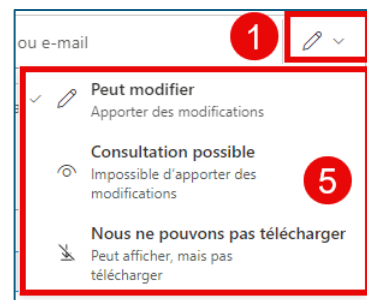 ou e-mail
1
Peut modifier
Apporter des modifications
Consultation possible
Impossible d'apporter des
modifications
5
Nous ne pouvons pas télécharger
Peut afficher, mais pas
télécharger